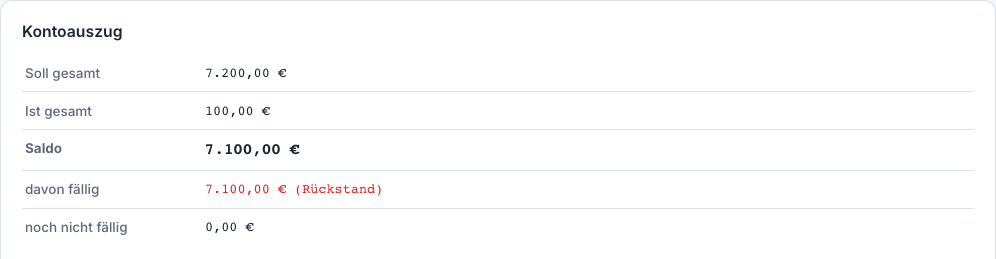 Kontoauszug
Soll gesamt 7.200,00 €
Ist gesamt 100,00 €
Saldo 7.100,00 €
davon fällig 7.100,00 € (Rückstand)
noch nicht fällig 0,00 €